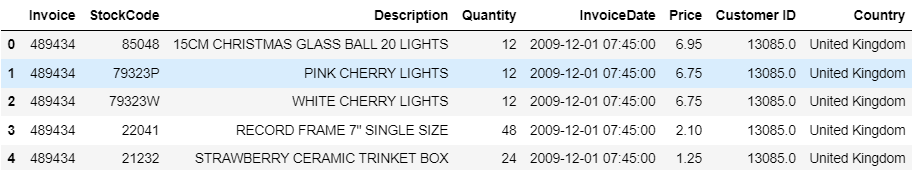 Invoice StockCode Description Quantity InvoiceDate Price Customer ID Country
0 489434 85048 15CM CHRISTMAS GLASS BALL 20 LIGHTS 12 2009-12-01 07:45:00 6.95 13085.0 United Kingdom
1 489434 79323P PINK CHERRY LIGHTS 12 2009-12-01 07:45:00 6.75 13085.0 United Kingdom
2 489434 79323W WHITE CHERRY LIGHTS 12 2009-12-01 07:45:00 6.75 13085.0 United Kingdom
3 489434 22041 RECORD FRAME 7" SINGLE SIZE 48 2009-12-01 07:45:00 2.10 13085.0 United Kingdom
4 489434 21232 STRAWBERRY CERAMIC TRINKET BOX 24 2009-12-01 07:45:00 1.25 13085.0 United Kingdom